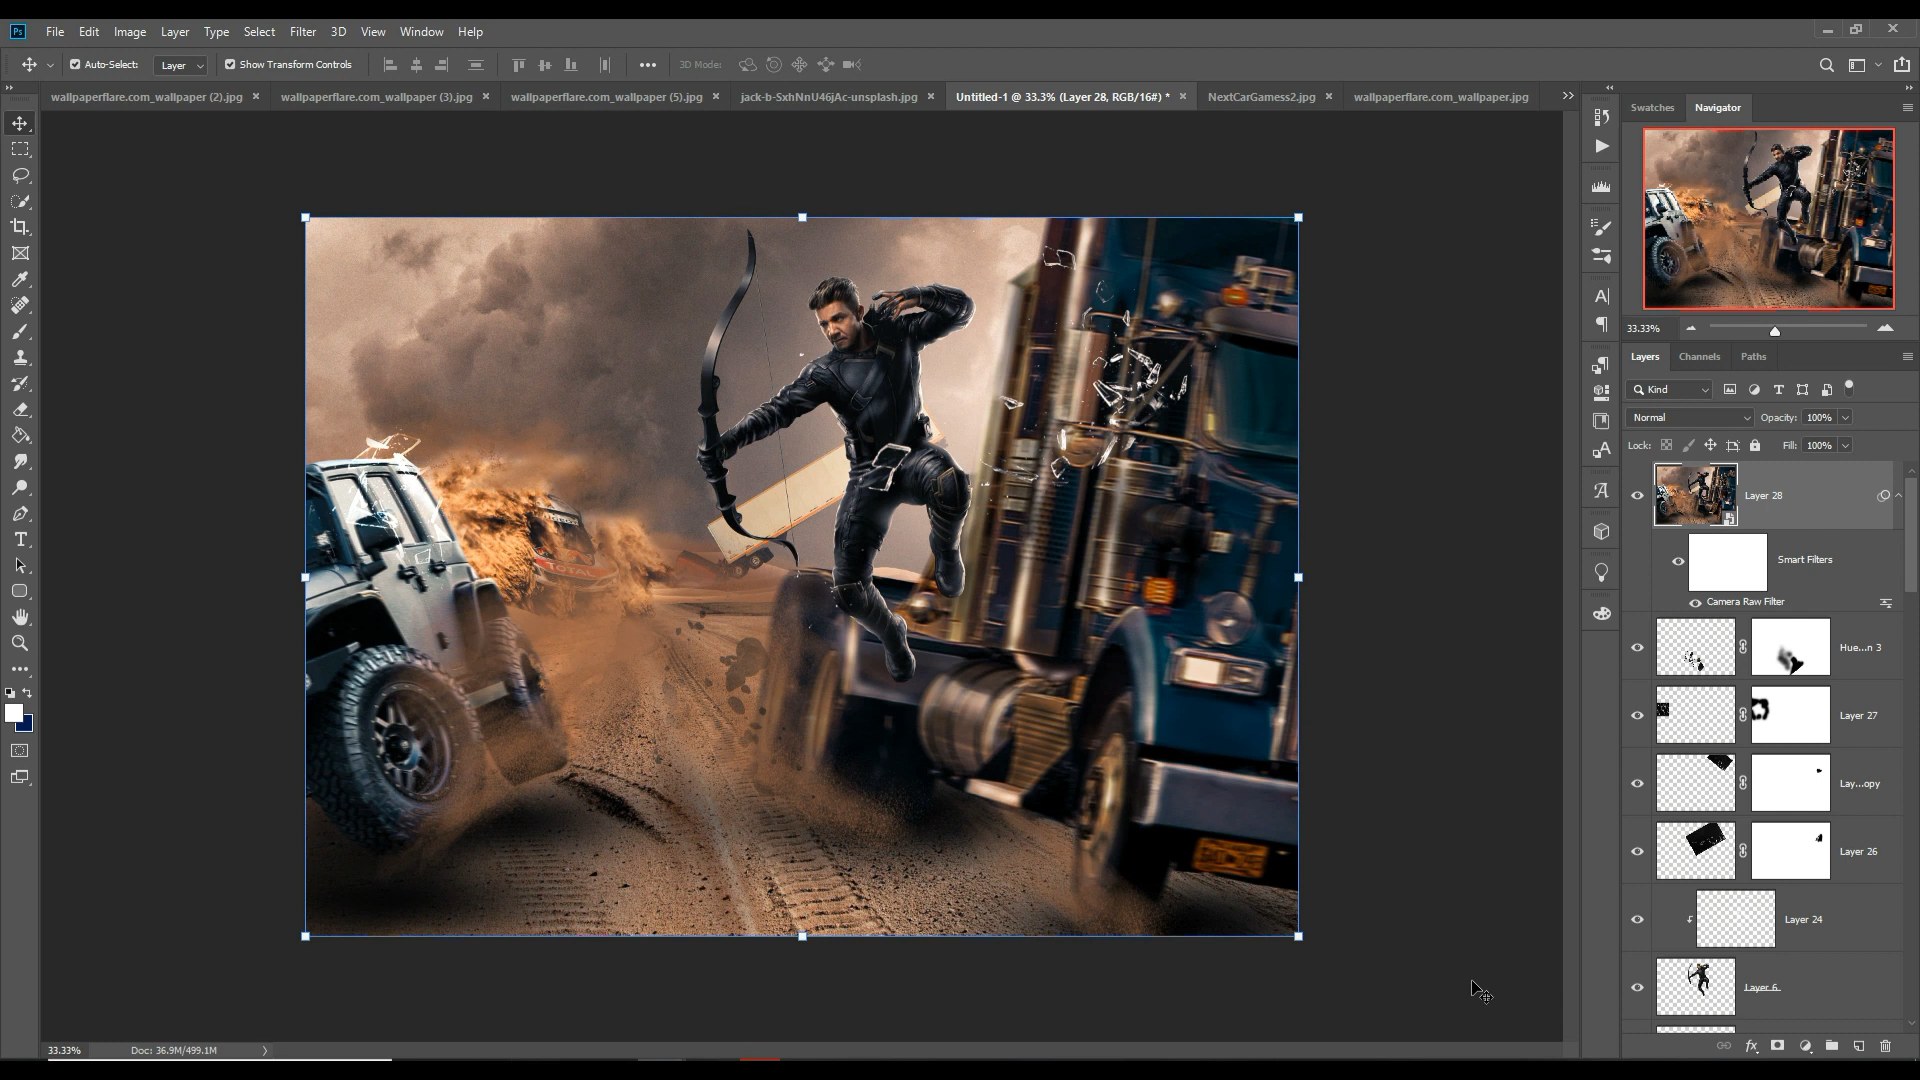 Ps File Edit Image Layer Type Select Filter 3D View Window Help
Auto-Select: Layer Show Transform Controls 3D Mode:
wallpaperflare.com_wallpaper (2).jpg wallpaperflare.com_wallpaper (3).jpg wallpaperflare.com_wallpaper (5).jpg jack-b-SxhNnU46jAc-unsplash.jpg Untitled-1 @ 33.3% (Layer 28, RGB/16#) * NextCarGamess2.jpg wallpaperflare.com_wallpaper.jpg
Swatches Navigator
33.33%
Layers Channels Paths
Kind
Normal Opacity: 100%
Lock: Fill: 100%
Layer 28
Smart Filters
Camera Raw Filter
Hue...n 3
Layer 27
Lay...opy
Layer 26
Layer 24
Layer 6
TOTAL
33.33% Doc: 36.9M/499.1M
fx